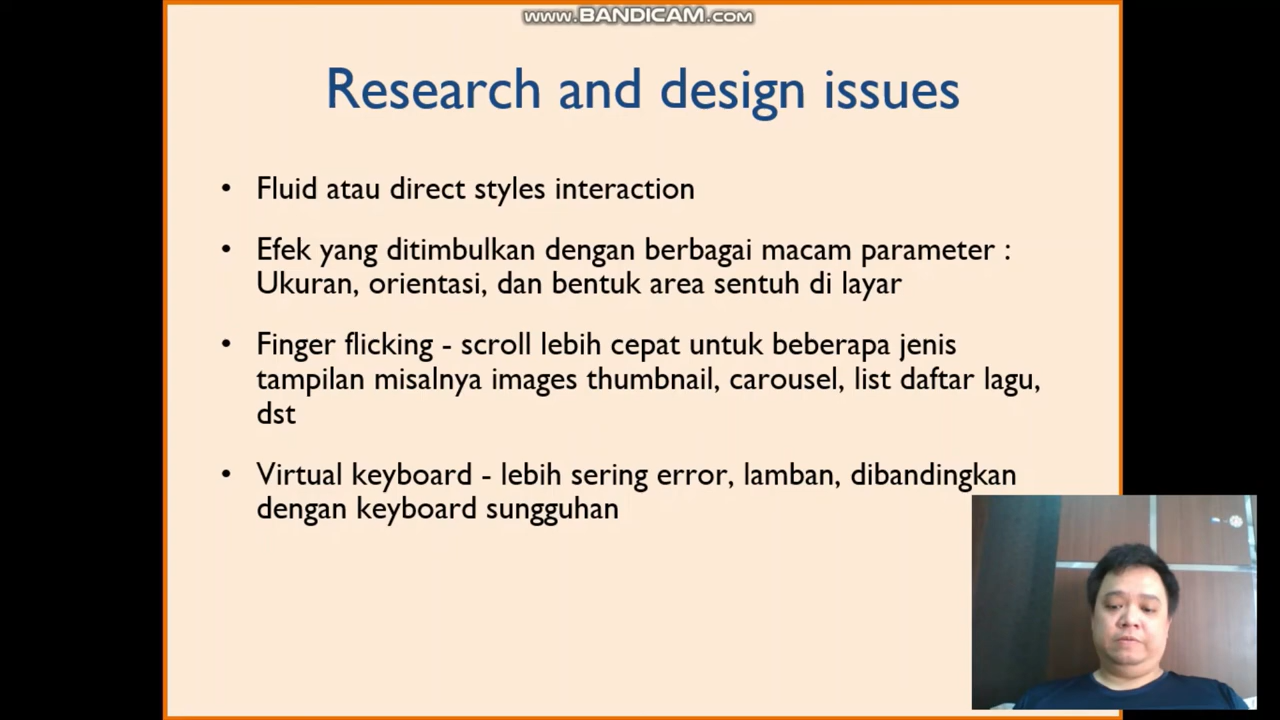 www.BANDICAM.com
Research and design issues
• Fluid atau direct styles interaction
• Efek yang ditimbulkan dengan berbagai macam parameter :
Ukuran, orientasi, dan bentuk area sentuh di layar
• Finger flicking - scroll lebih cepat untuk beberapa jenis
tampilan misalnya images thumbnail, carousel, list daftar lagu,
dst
• Virtual keyboard - lebih sering error, lamban, dibandingkan
dengan keyboard sungguhan